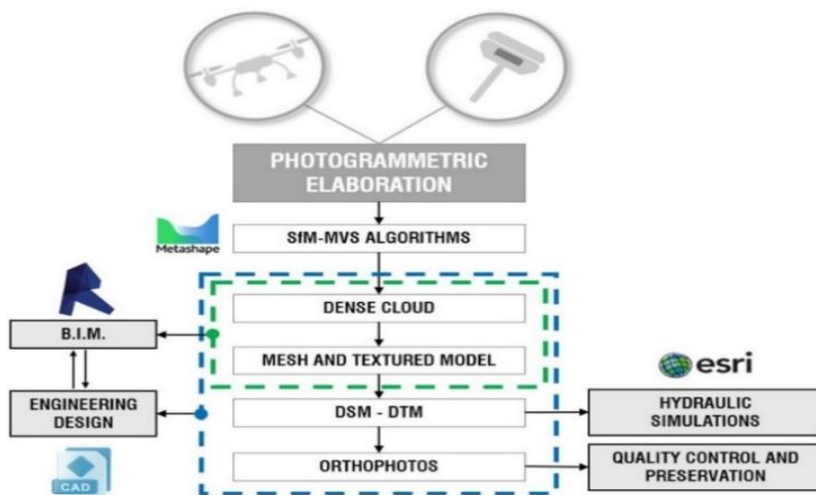 PHOTOGRAMMETRIC
ELABORATION
Metashape
SfM-MVS ALGORITHMS
DENSE CLOUD
B.I.M.
MESH AND TEXTURED MODEL
esri
ENGINEERING
DESIGN
DSM - DTM
HYDRAULIC
SIMULATIONS
CAD
ORTHOPHOTOS
QUALITY CONTROL AND
PRESERVATION